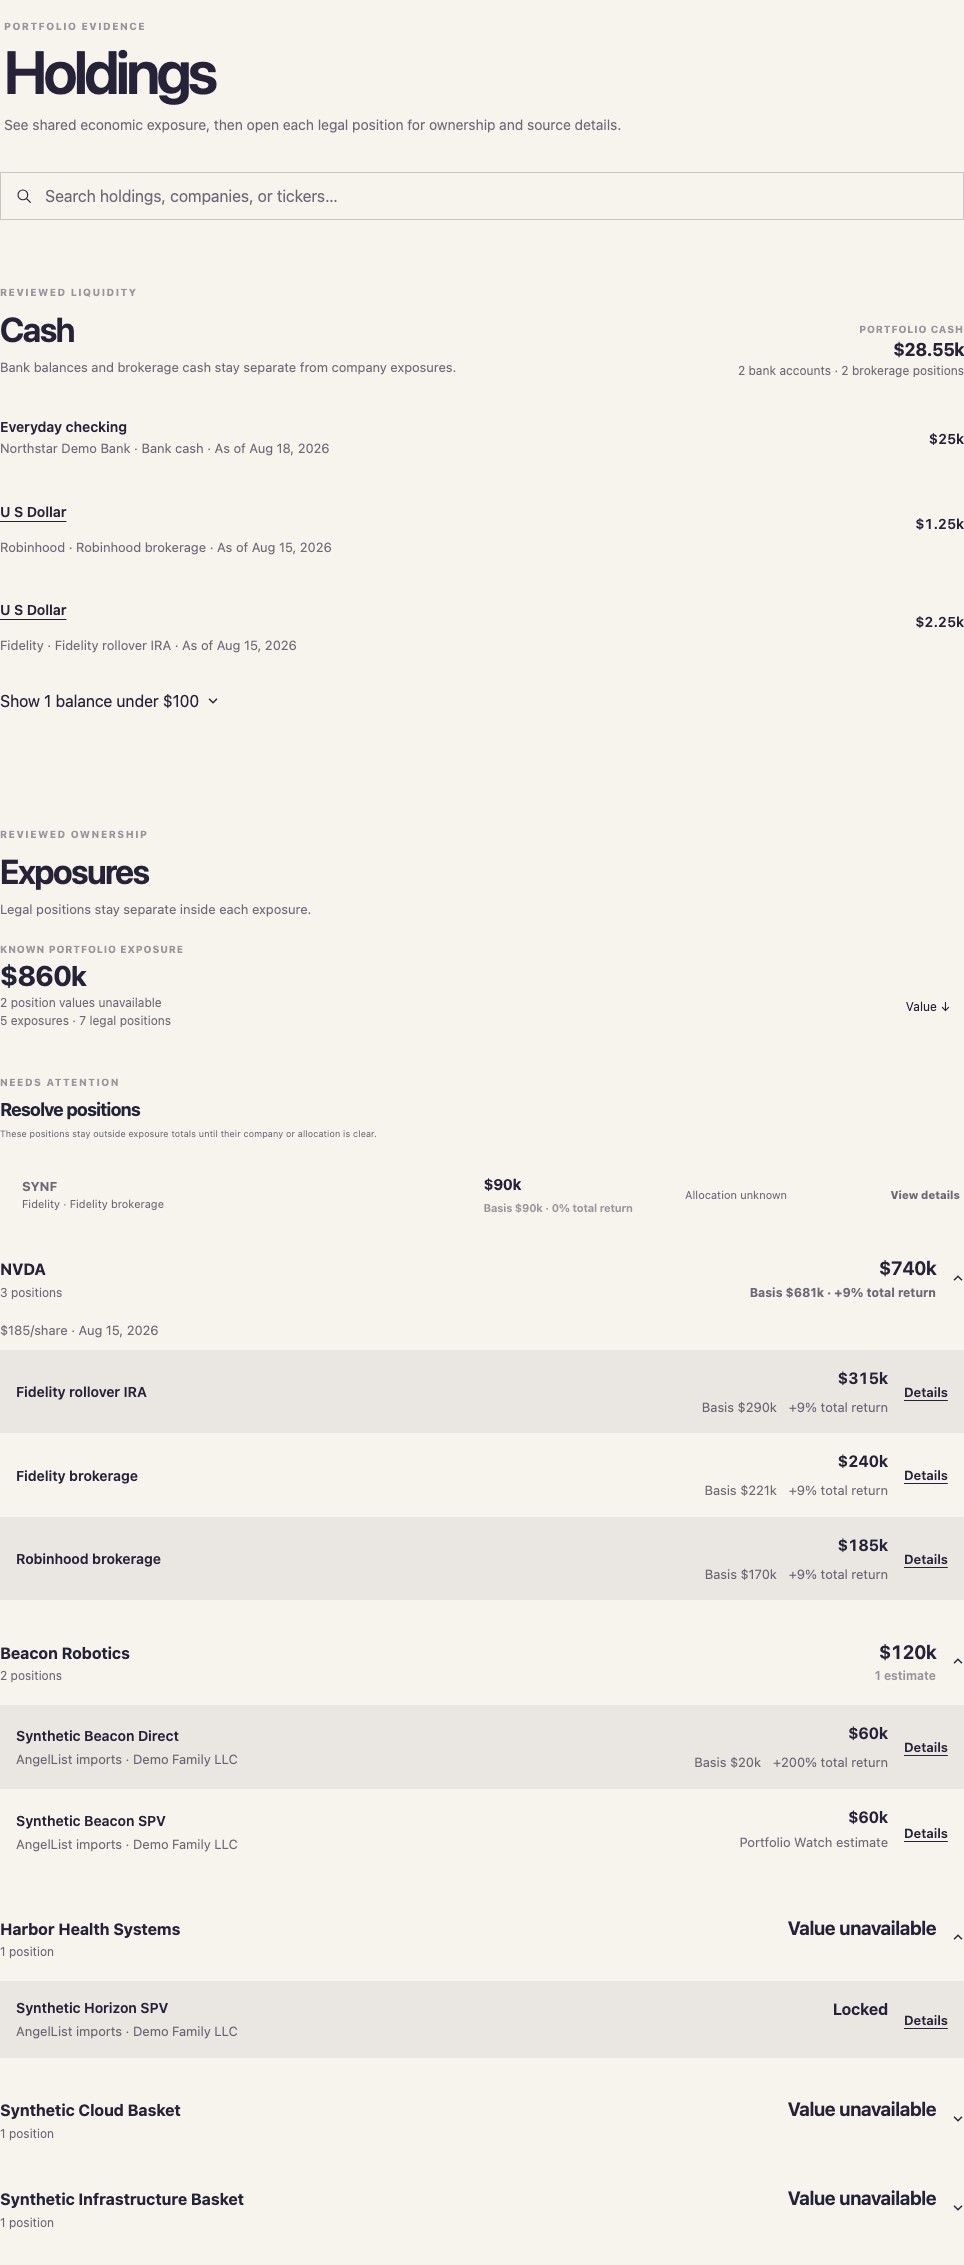 PORTFOLIO EVIDENCE
Holdings
See shared economic exposure, then open each legal position for ownership and source details.
Search holdings, companies, or tickers...
REVIEWED LIQUIDITY
Cash
Bank balances and brokerage cash stay separate from company exposures.
PORTFOLIO CASH
$28.55k
2 bank accounts · 2 brokerage positions
Everyday checking
Northstar Demo Bank · Bank cash · As of Aug 18, 2026
$25k
U S Dollar
Robinhood · Robinhood brokerage · As of Aug 15, 2026
$1.25k
U S Dollar
Fidelity · Fidelity rollover IRA · As of Aug 15, 2026
$2.25k
Show 1 balance under $100
REVIEWED OWNERSHIP
Exposures
Legal positions stay separate inside each exposure.
KNOWN PORTFOLIO EXPOSURE
$860k
2 position values unavailable
5 exposures · 7 legal positions
Value ↓
NEEDS ATTENTION
Resolve positions
These positions stay outside exposure totals until their company or allocation is clear.
SYNF
Fidelity · Fidelity brokerage
$90k
Basis $90k · 0% total return
Allocation unknown
View details
NVDA
3 positions
$740k
Basis $681k · +9% total return
$185/share · Aug 15, 2026
Fidelity rollover IRA
$315k
Basis $290k +9% total return
Details
Fidelity brokerage
$240k
Basis $221k +9% total return
Details
Robinhood brokerage
$185k
Basis $170k +9% total return
Details
Beacon Robotics
2 positions
$120k
1 estimate
Synthetic Beacon Direct
AngelList imports · Demo Family LLC
$60k
Basis $20k +200% total return
Details
Synthetic Beacon SPV
AngelList imports · Demo Family LLC
$60k
Portfolio Watch estimate
Details
Harbor Health Systems
1 position
Value unavailable
Synthetic Horizon SPV
AngelList imports · Demo Family LLC
Locked
Details
Synthetic Cloud Basket
1 position
Value unavailable
Synthetic Infrastructure Basket
1 position
Value unavailable